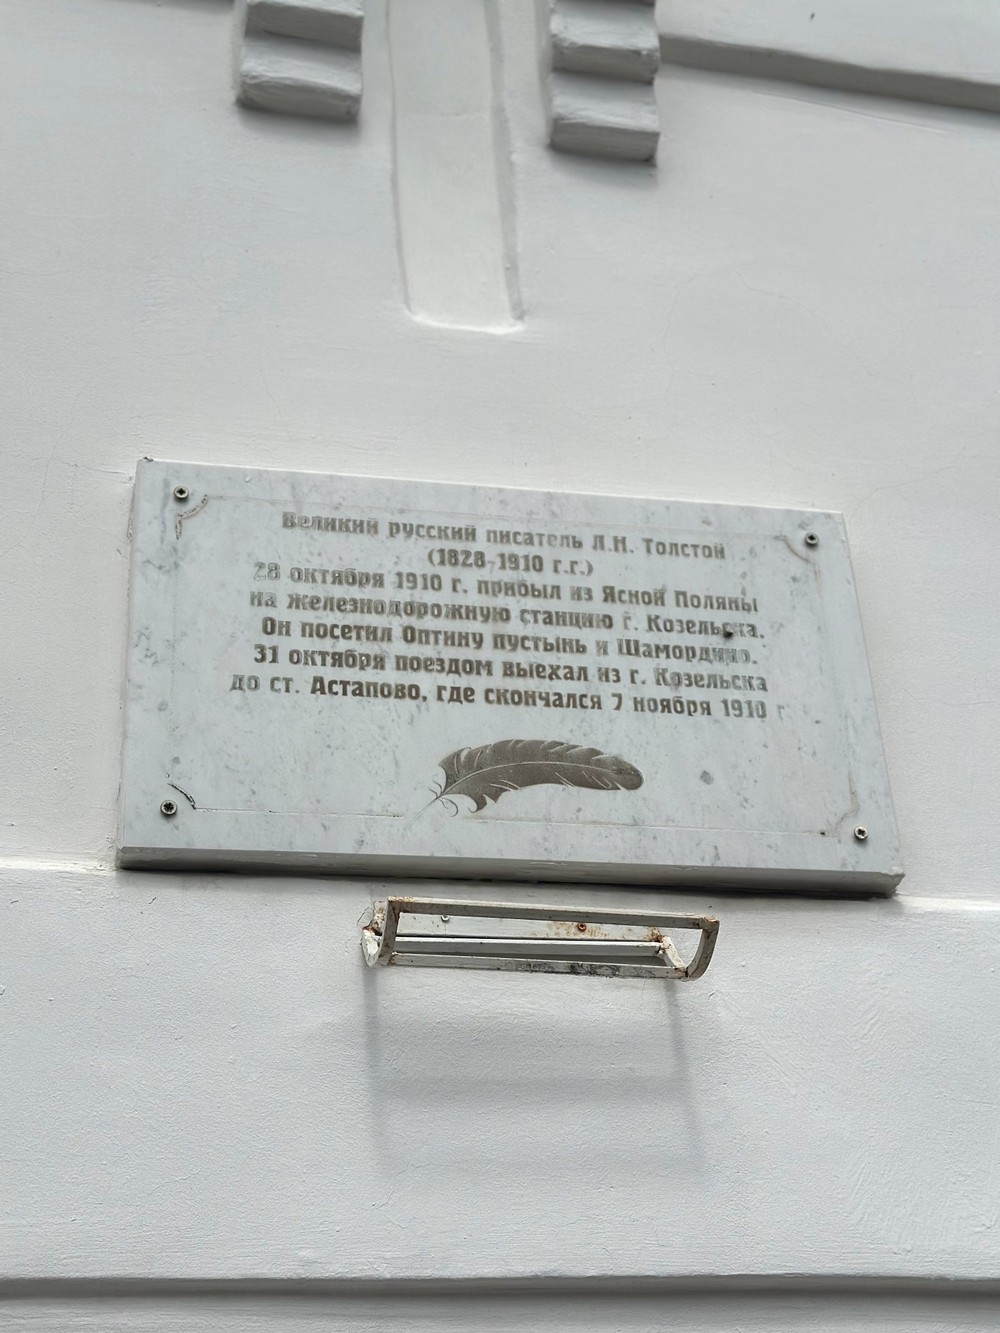 Великий русский писатель Л.Н. Толстой
(1828-1910 г.г.)
28 октября 1910 г. прибыл из Ясной Поляны
на железнодорожную станцию г. Козельска.
Он посетил Оптину пустынь и Шамордино.
31 октября поездом выехал из г. Козельска
до ст. Астапово, где скончался 7 ноября 1910 г